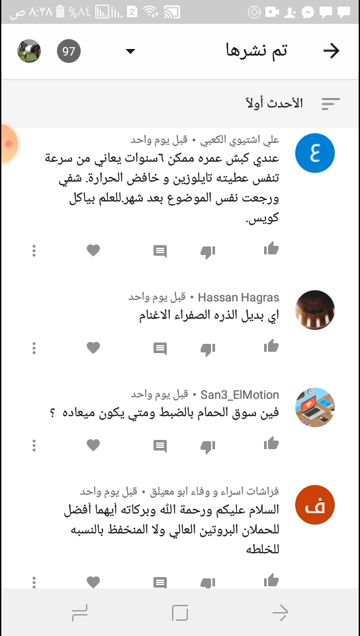 ٨:٢٨ ص
%٨٤
تم نشرها
97
الأحدث أولاً
علي اشتيوي الكعبي • قبل يوم واحد
عندي كبش عمره ممكن ٦سنوات يعاني من سرعة
تنفس عطيته تايلوزين و خافض الحرارة. شفي
ورجعت نفس الموضوع بعد شهر.للعلم بياكل
كويس.
ع
Hassan Hagras • قبل يوم واحد
اي بديل الذره الصفراء الاغنام
San3_ElMotion • قبل يوم واحد
فين سوق الحمام بالضبط ومتي يكون ميعاده ؟
فراشات اسراء و وفاء ابو معيلق • قبل يوم واحد
السلام عليكم ورحمة الله وبركاته أيهما أفضل
للحملان البروتين العالي ولا المنخفظ بالنسبه
للخلطه
ف